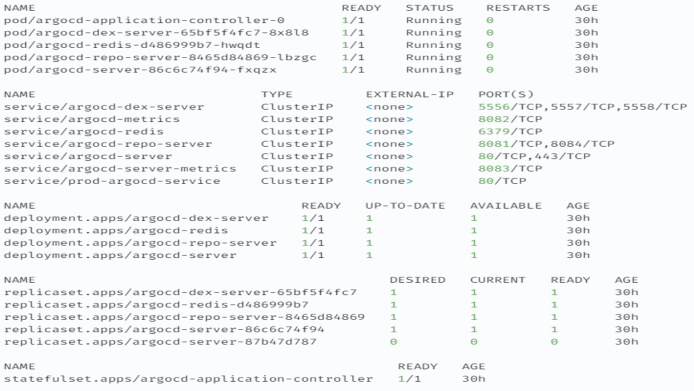 NAME READY STATUS RESTARTS AGE
pod/argocd-application-controller-0 1/1 Running 0 30h
pod/argocd-dex-server-65bf5f4fc7-8x8l8 1/1 Running 0 30h
pod/argocd-redis-d486999b7-hwqdt 1/1 Running 0 30h
pod/argocd-repo-server-8465d84869-lbzgc 1/1 Running 0 30h
pod/argocd-server-86c6c74f94-fxqzx 1/1 Running 0 30h
NAME TYPE EXTERNAL-IP PORT(S)
service/argocd-dex-server ClusterIP <none> 5556/TCP,5557/TCP,5558/TCP
service/argocd-metrics ClusterIP <none> 8082/TCP
service/argocd-redis ClusterIP <none> 6379/TCP
service/argocd-repo-server ClusterIP <none> 8081/TCP,8084/TCP
service/argocd-server ClusterIP <none> 80/TCP,443/TCP
service/argocd-server-metrics ClusterIP <none> 8083/TCP
service/prod-argocd-service ClusterIP <none> 80/TCP
NAME READY UP-TO-DATE AVAILABLE AGE
deployment.apps/argocd-dex-server 1/1 1 1 30h
deployment.apps/argocd-redis 1/1 1 1 30h
deployment.apps/argocd-repo-server 1/1 1 1 30h
deployment.apps/argocd-server 1/1 1 1 30h
NAME DESIRED CURRENT READY AGE
replicaset.apps/argocd-dex-server-65bf5f4fc7 1 1 1 30h
replicaset.apps/argocd-redis-d486999b7 1 1 1 30h
replicaset.apps/argocd-repo-server-8465d84869 1 1 1 30h
replicaset.apps/argocd-server-86c6c74f94 1 1 1 30h
replicaset.apps/argocd-server-87b47d787 0 0 0 30h
NAME READY AGE
statefulset.apps/argocd-application-controller 1/1 30h